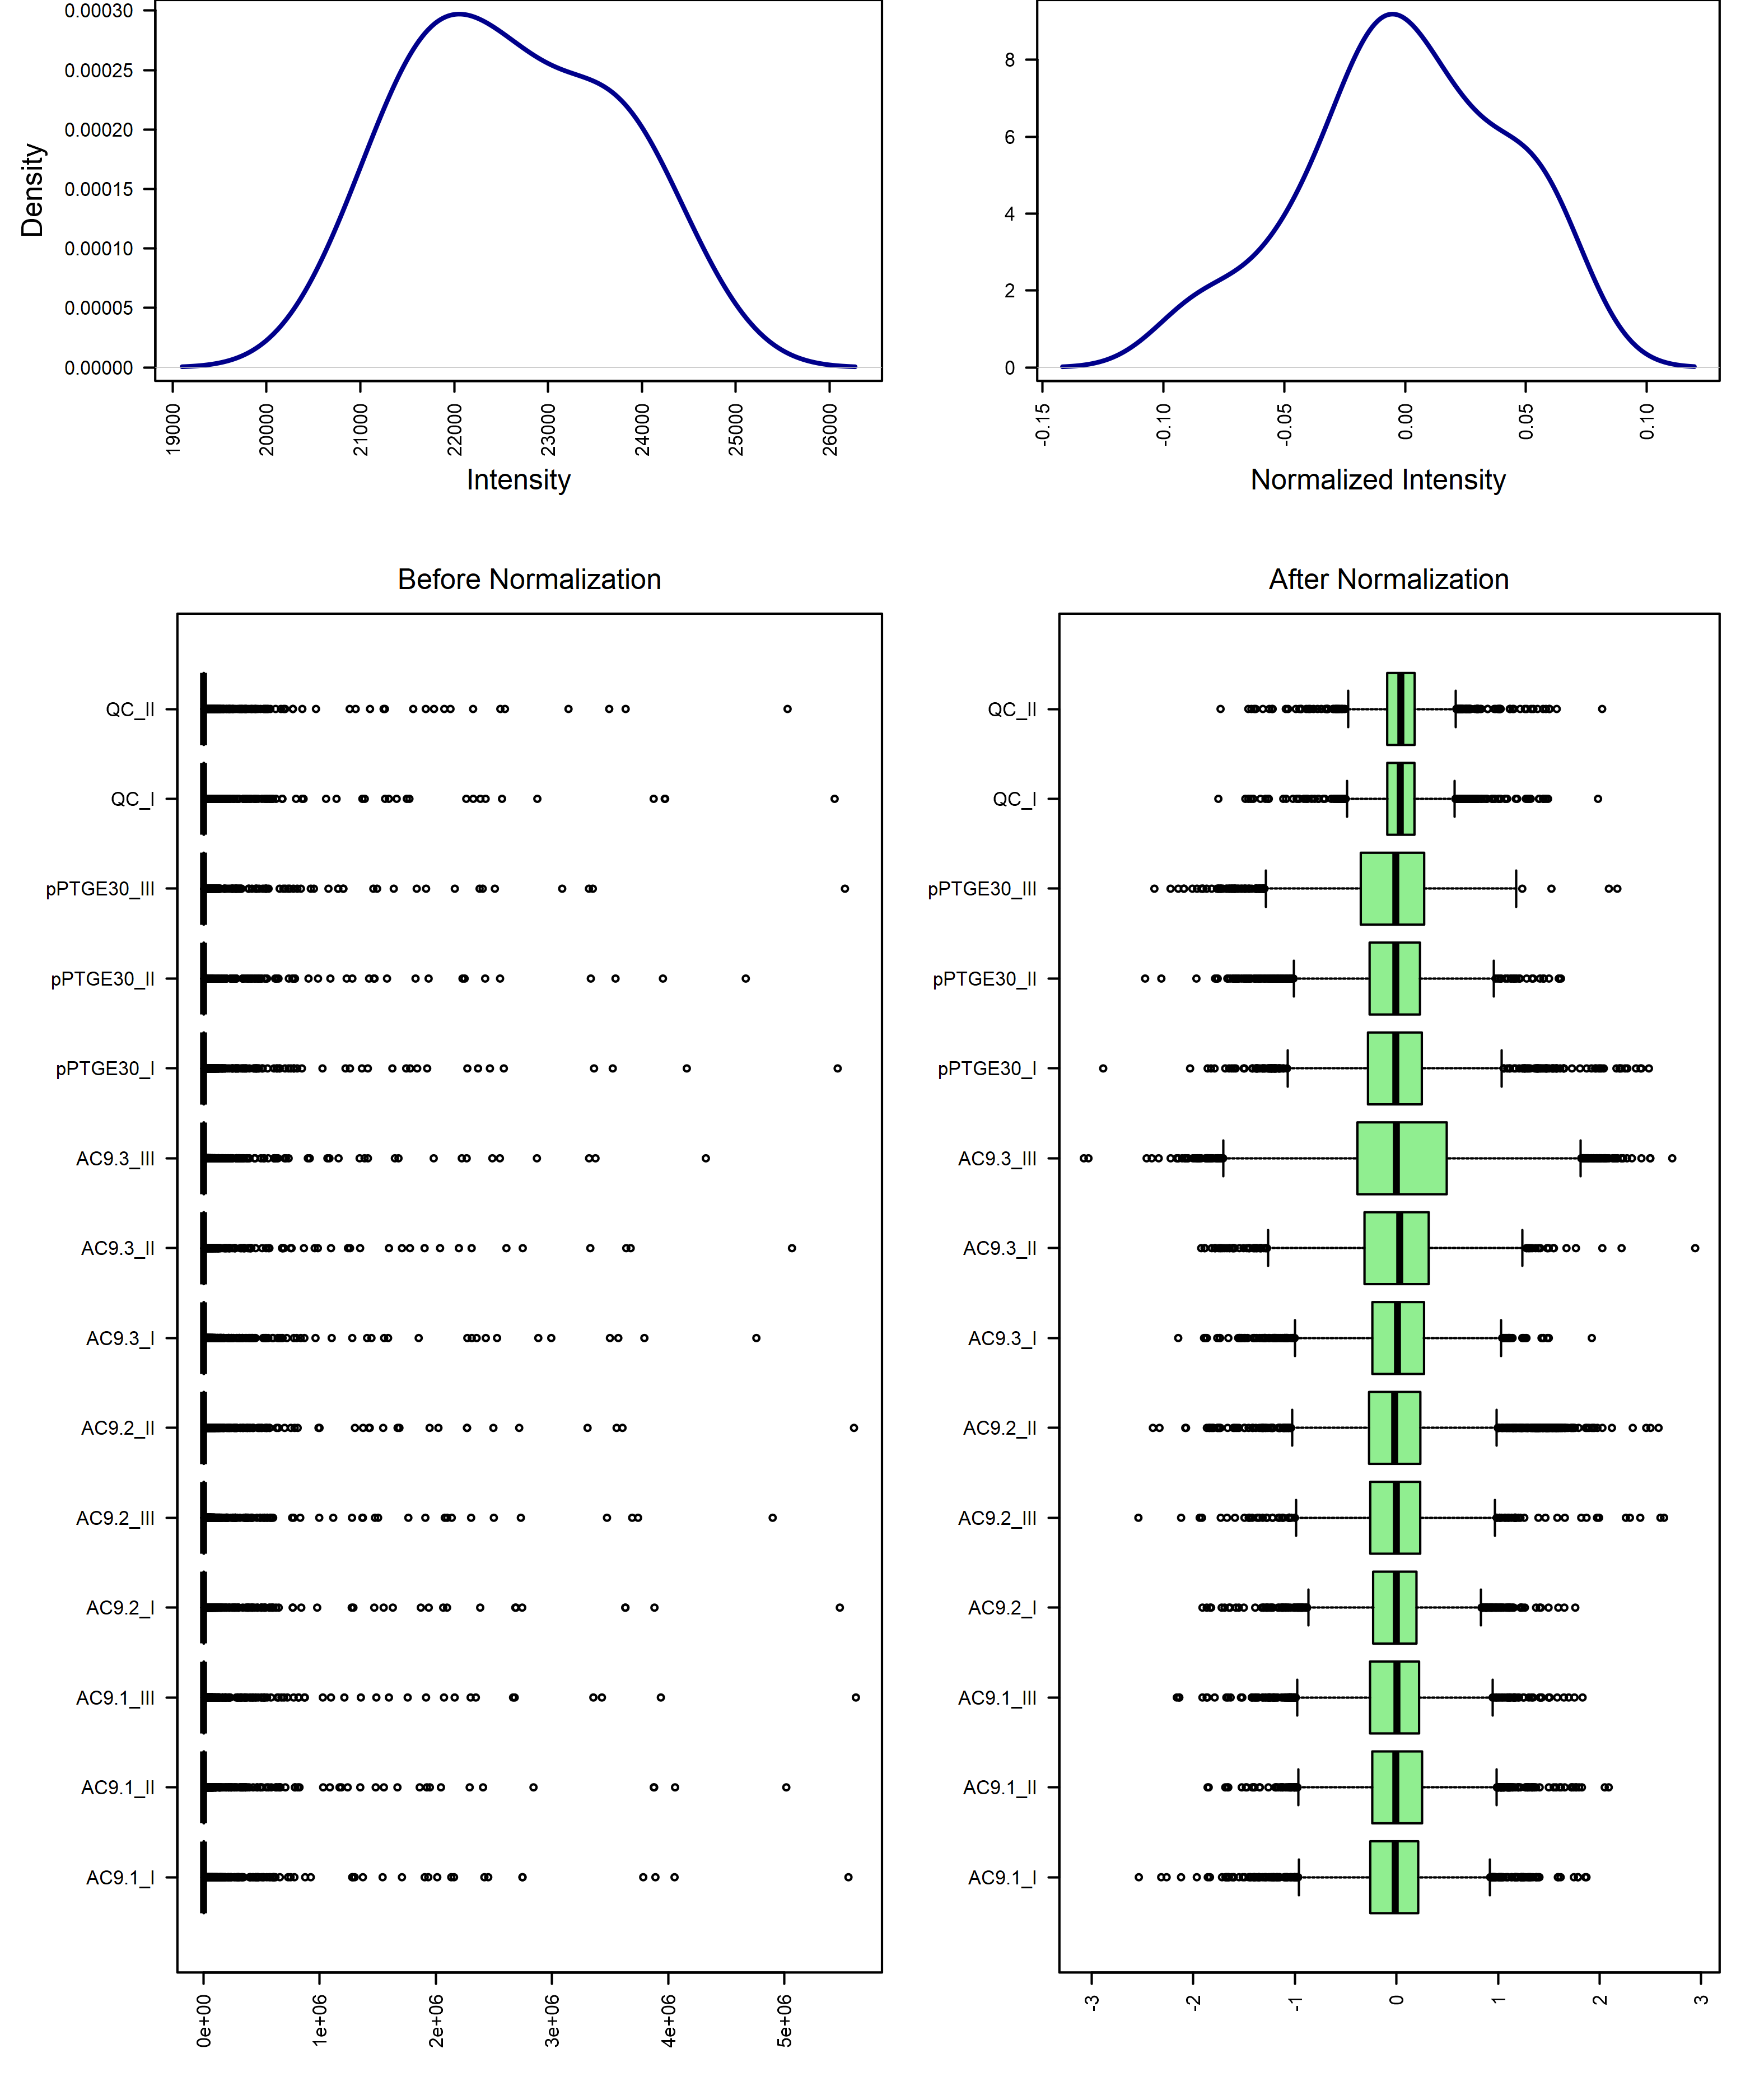 0.00030
0.00025
0.00020
0.00015
0.00010
0.00005
0.00000
Density
19000 20000 21000 22000 23000 24000 25000 26000
Intensity
8
6
4
2
0
-0.15 -0.10 -0.05 0.00 0.05 0.10
Normalized Intensity
Before Normalization
QC_II
QC_I
pPTGE30_III
pPTGE30_II
pPTGE30_I
AC9.3_III
AC9.3_II
AC9.3_I
AC9.2_II
AC9.2_III
AC9.2_I
AC9.1_III
AC9.1_II
AC9.1_I
0e+00 1e+06 2e+06 3e+06 4e+06 5e+06
After Normalization
QC_II
QC_I
pPTGE30_III
pPTGE30_II
pPTGE30_I
AC9.3_III
AC9.3_II
AC9.3_I
AC9.2_II
AC9.2_III
AC9.2_I
AC9.1_III
AC9.1_II
AC9.1_I
-3 -2 -1 0 1 2 3